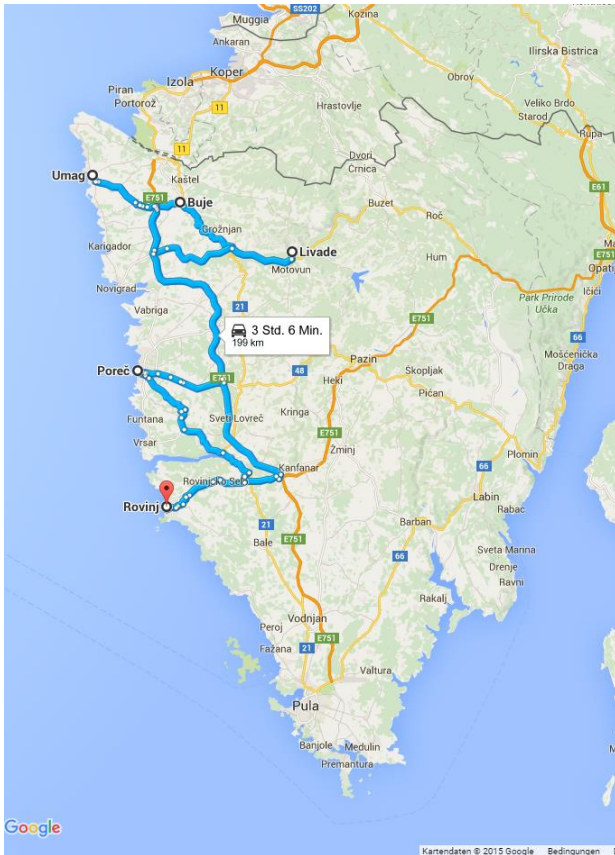 SS202
Kozina
Muggia
Ankaran
Izola
Koper
Ilirska Bistrica
Obrov
Piran
Portorož
11
Hrastovlje
Veliko Brdo
Starod
Rupa
11
Dvori
Črnica
Umag
Kaštel
E61
E751
Buje
Buzet
Roč
Grožnjan
Karigador
Livade
Motovun
Hum
Opati
Novigrad
21
Ičići
Vabriga
Park Prirode
Učka
E751
66
3 Std. 6 Min.
199 km
Mošćenička
Draga
Pazin
Poreč
E751
48
Heki
Škopljak
Pićan
Funtana
Sveti Lovreč
Kringa
Vrsar
E751
Žminj
Plomin
Kanfanar
66
Rovinjsko Selo
Labin
Rabac
Rovinj
21
Barban
Bale
E751
66
Sveta Marina
Drenje
Ravni
Rakalj
Vodnjan
Peroj
E751
Fažana
21
Valtura
Pula
Banjole
Medulin
Premantura
Google
Kartendaten © 2015 Google
Bedingungen